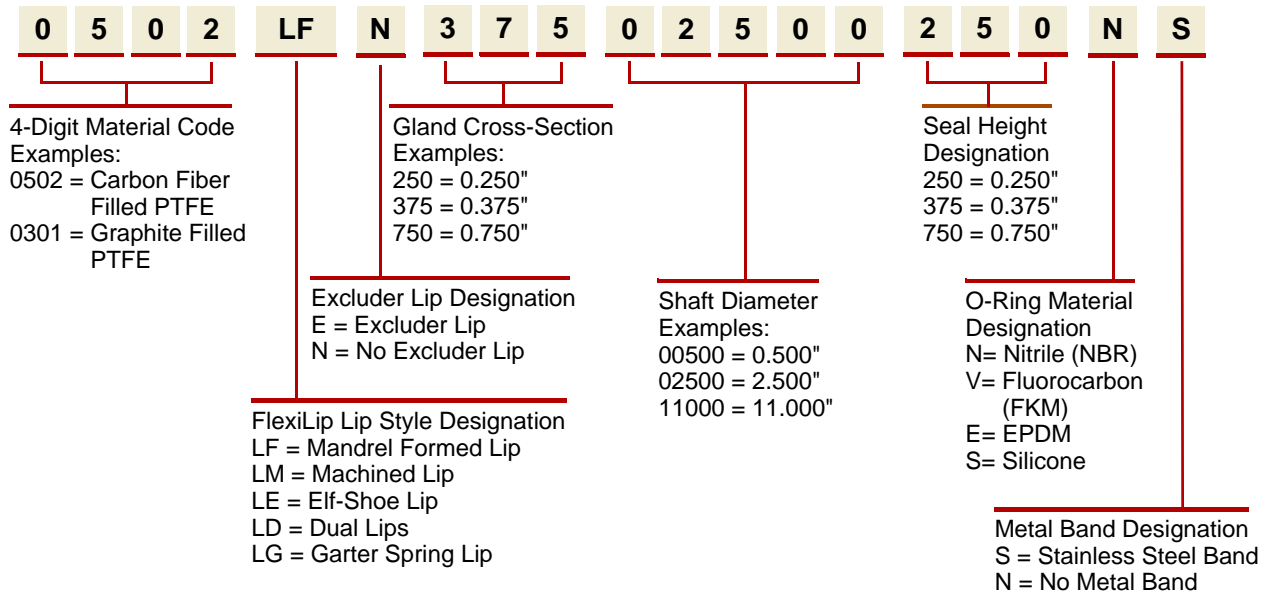 0 5 0 2 LF N 3 7 5 0 2 5 0 0 2 5 0 N S
4-Digit Material Code
Examples:
0502 = Carbon Fiber
Filled PTFE
0301 = Graphite Filled
PTFE
Gland Cross-Section
Examples:
250 = 0.250"
375 = 0.375"
750 = 0.750"
Seal Height
Designation
250 = 0.250"
375 = 0.375"
750 = 0.750"
Excluder Lip Designation
E = Excluder Lip
N = No Excluder Lip
Shaft Diameter
Examples:
00500 = 0.500"
02500 = 2.500"
11000 = 11.000"
O-Ring Material
Designation
N= Nitrile (NBR)
V= Fluorocarbon
(FKM)
E= EPDM
S= Silicone
FlexiLip Lip Style Designation
LF = Mandrel Formed Lip
LM = Machined Lip
LE = Elf-Shoe Lip
LD = Dual Lips
LG = Garter Spring Lip
Metal Band Designation
S = Stainless Steel Band
N = No Metal Band